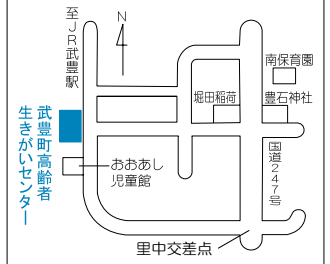 至JR武豊駅
N
南保育園
堀田稲荷
豊石神社
武豊町高齢者
生きがいセンター
おおあし
児童館
国道247号
里中交差点